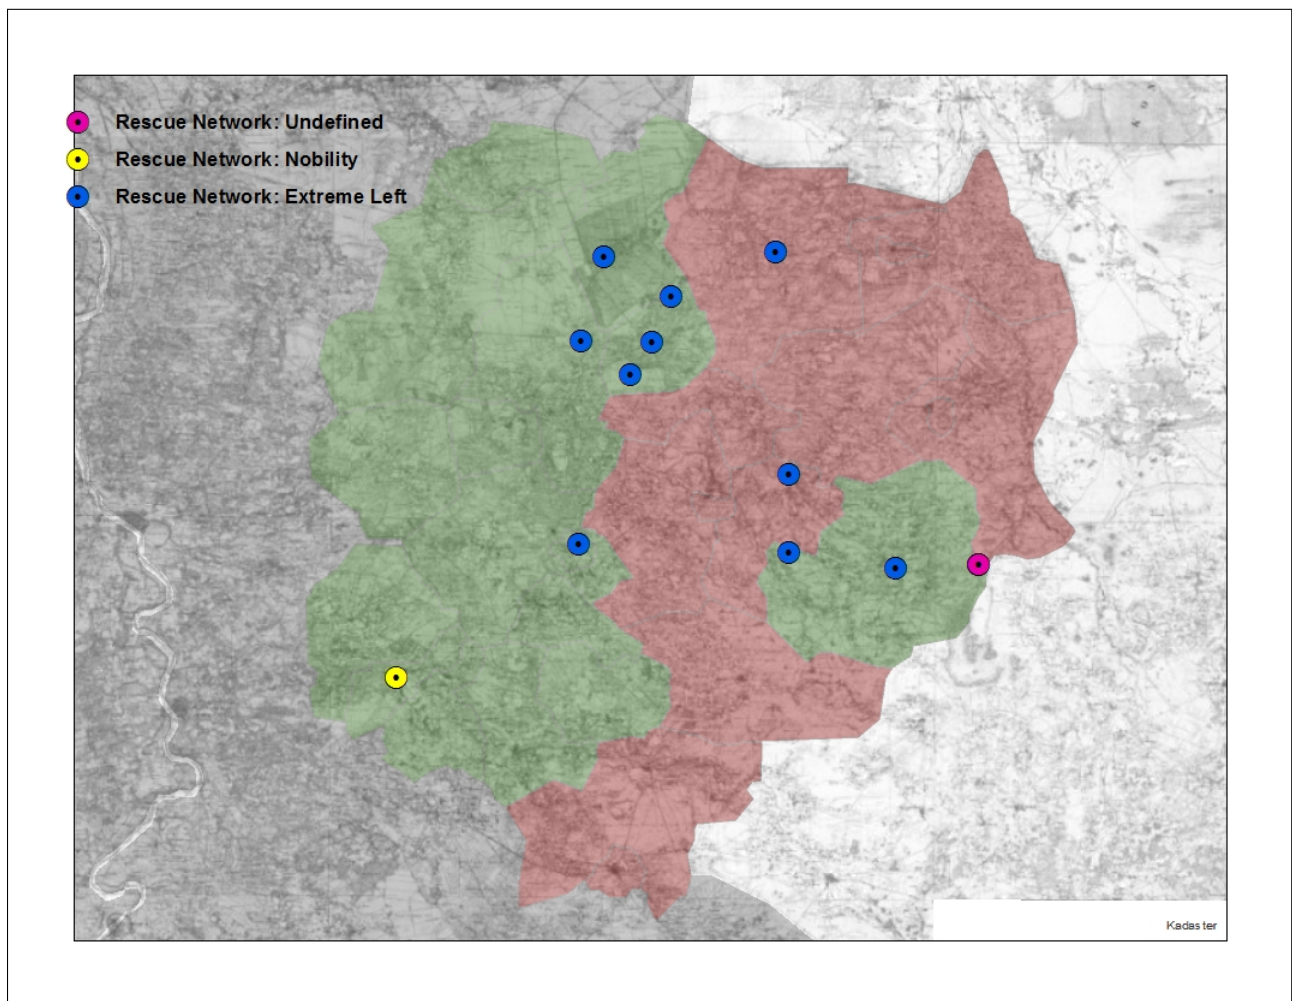 Rescue Network: Undefined
Rescue Network: Nobility
Rescue Network: Extreme Left
Kadaster